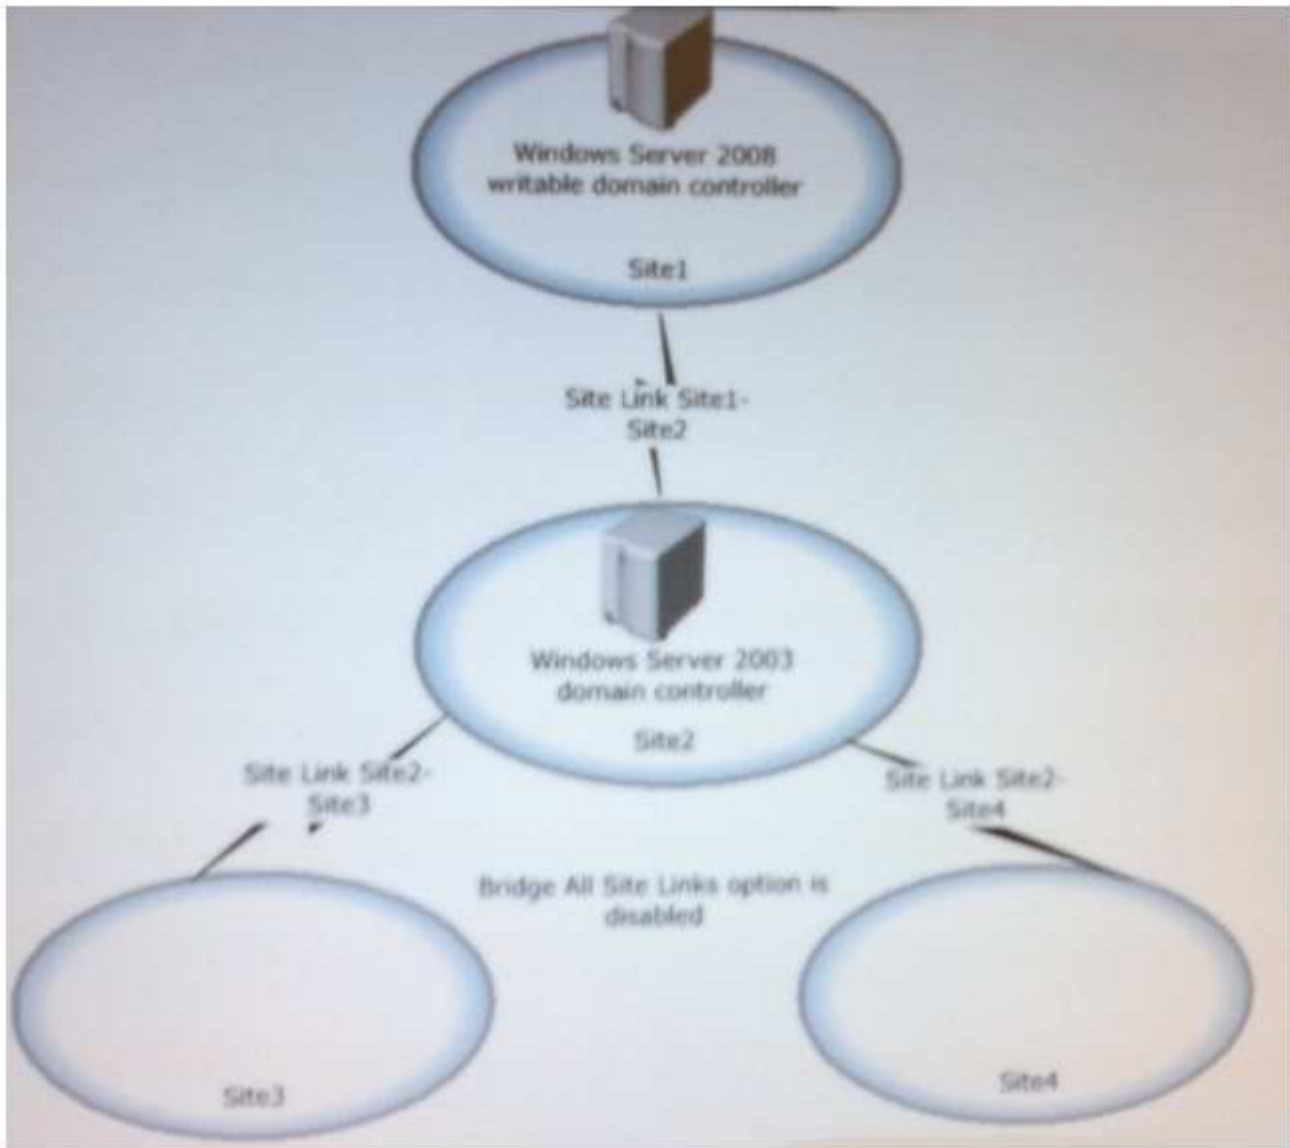 Windows Server 2008
writable domain controller
Site1
Site Link Site1-
Site2
Windows Server 2003
domain controller
Site2
Site Link Site2-
Site3
Site Link Site2-
Site4
Bridge All Site Links option is
disabled
Site3
Site4